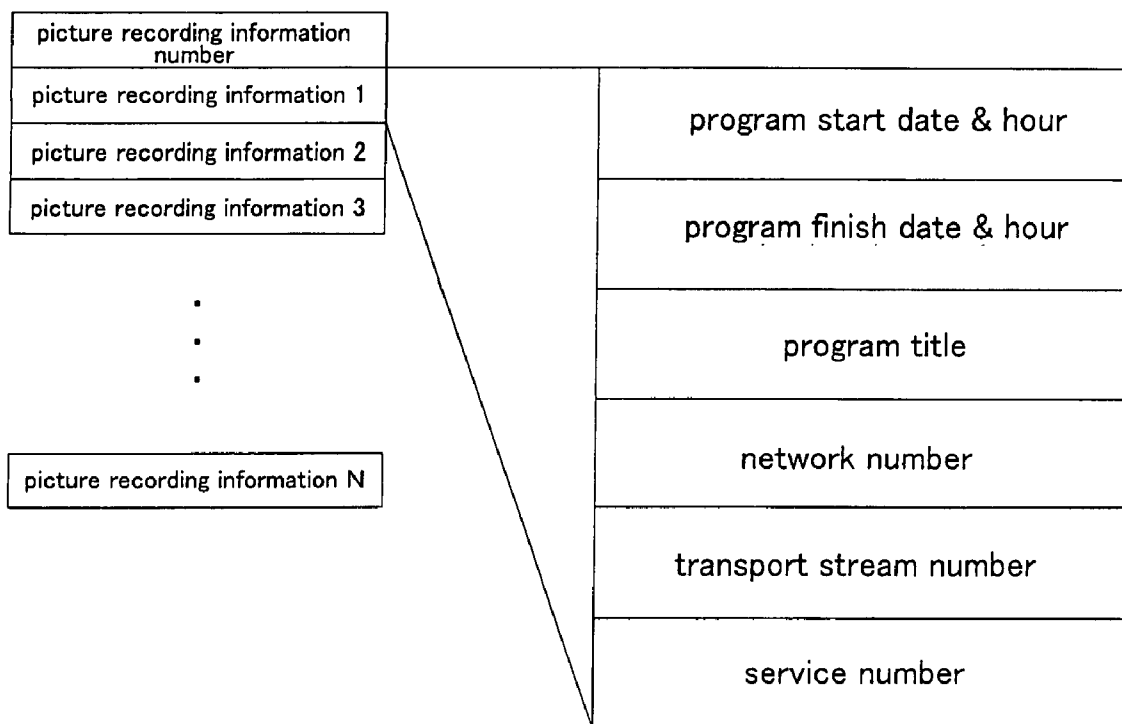 picture recording information
number
picture recording information 1
picture recording information 2
picture recording information 3
picture recording information N
program start date & hour
program finish date & hour
program title
network number
transport stream number
service number